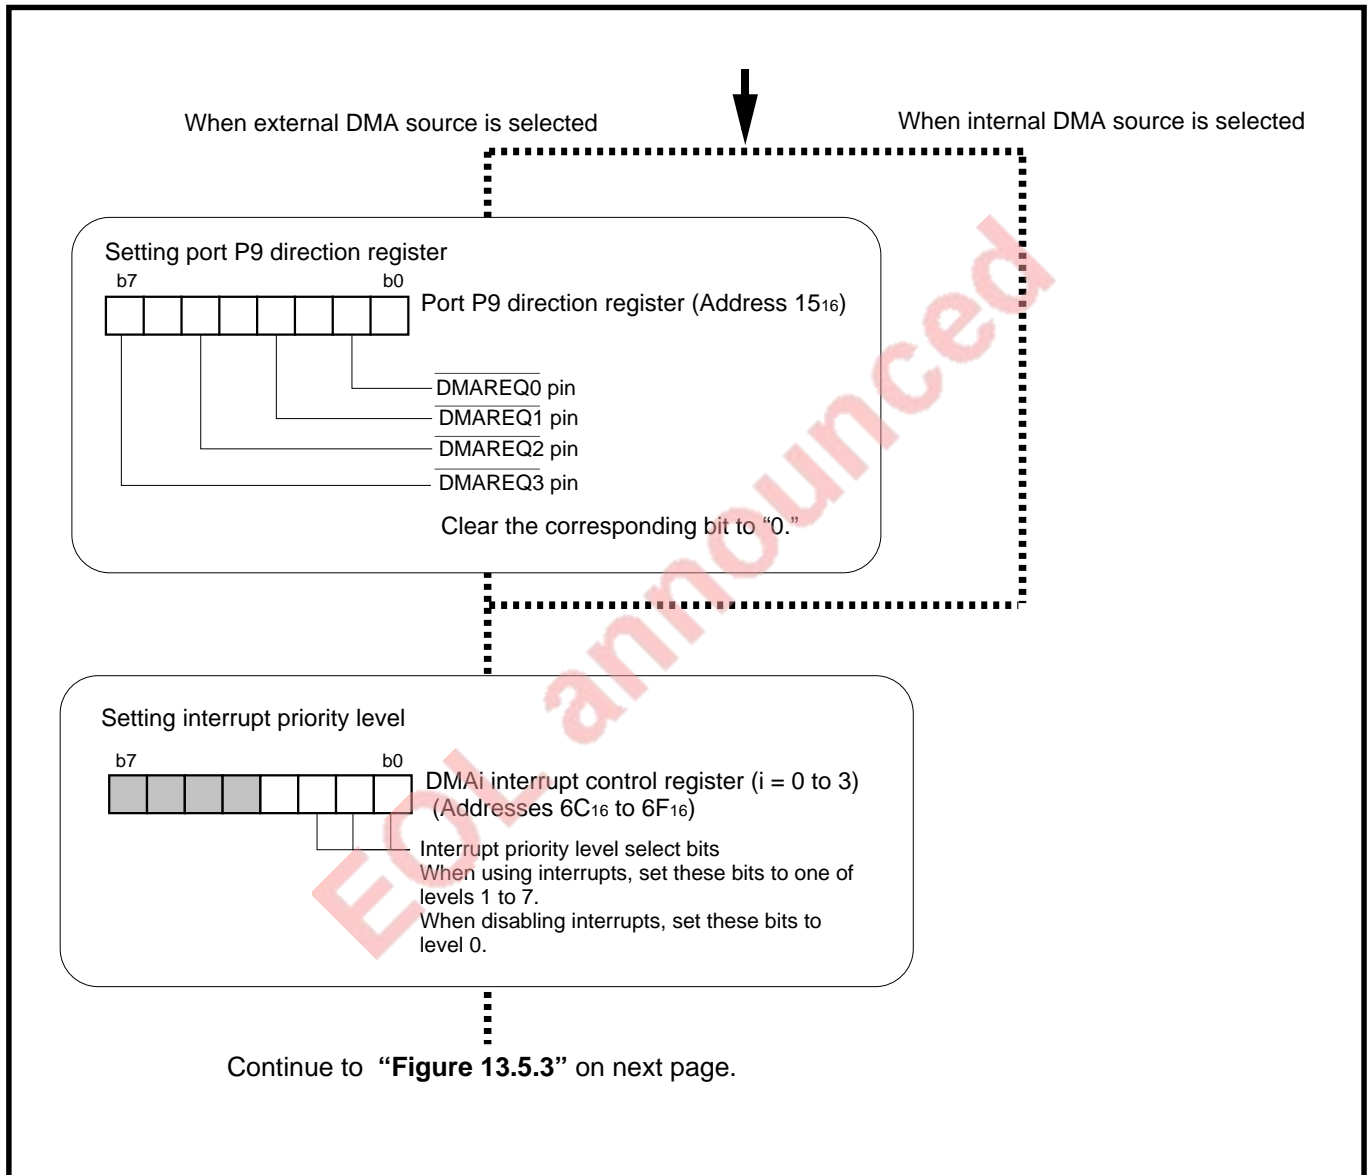 When external DMA source is selected
When internal DMA source is selected
Setting port P9 direction register
b7 b0
Port P9 direction register (Address 15₁₆)
DMAREQ0 pin
DMAREQ1 pin
DMAREQ2 pin
DMAREQ3 pin
Clear the corresponding bit to “0.”
Setting interrupt priority level
b7 b0
DMAi interrupt control register (i = 0 to 3)
(Addresses 6C₁₆ to 6F₁₆)
Interrupt priority level select bits
When using interrupts, set these bits to one of
levels 1 to 7.
When disabling interrupts, set these bits to
level 0.
Continue to “Figure 13.5.3” on next page.
EOL announced